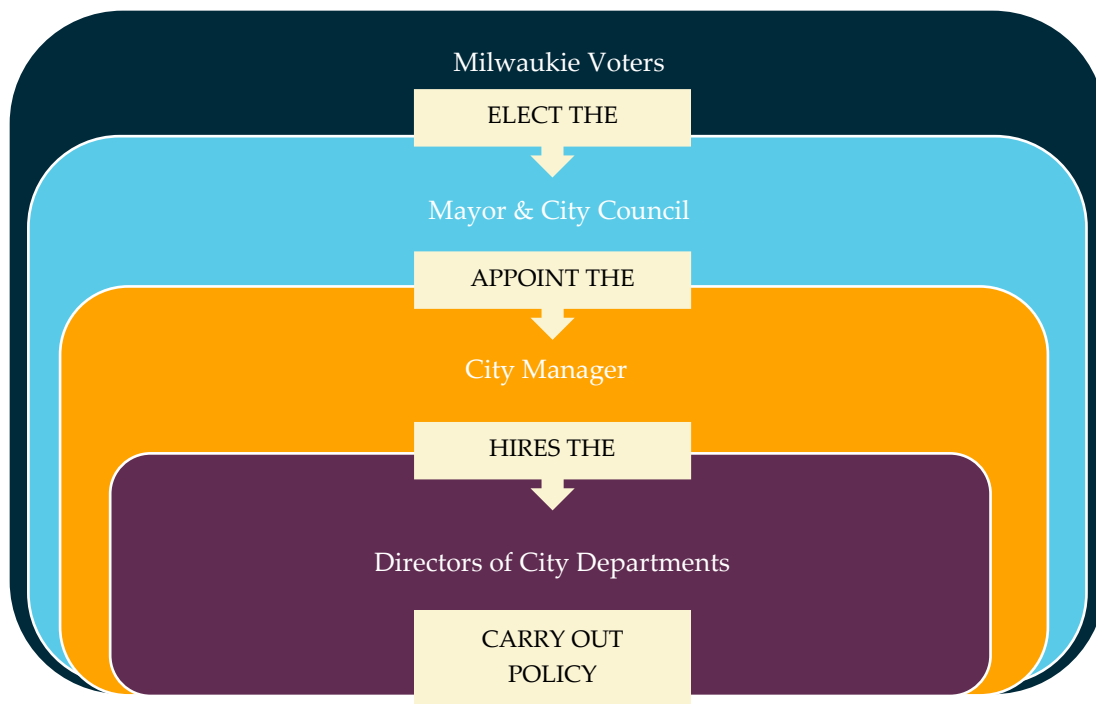 Milwaukie Voters
ELECT THE
Mayor & City Council
APPOINT THE
City Manager
HIRES THE
Directors of City Departments
CARRY OUT
POLICY